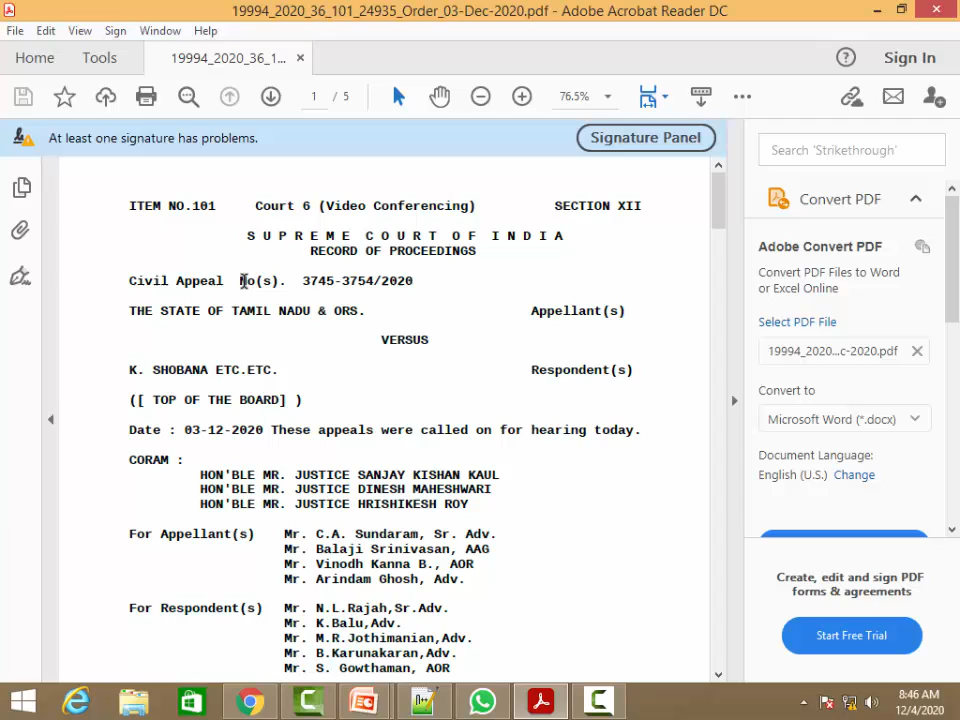 19994_2020_36_101_24935_Order_03-Dec-2020.pdf - Adobe Acrobat Reader DC
File Edit View Sign Window Help
Home Tools 19994_2020_36_1... × Sign In
1 / 5 76.5%
At least one signature has problems. Signature Panel
ITEM NO.101 Court 6 (Video Conferencing) SECTION XII
S U P R E M E C O U R T O F I N D I A
RECORD OF PROCEEDINGS
Civil Appeal No(s). 3745-3754/2020
THE STATE OF TAMIL NADU & ORS. Appellant(s)
VERSUS
K. SHOBANA ETC.ETC. Respondent(s)
([ TOP OF THE BOARD] )
Date : 03-12-2020 These appeals were called on for hearing today.
CORAM :
HON'BLE MR. JUSTICE SANJAY KISHAN KAUL
HON'BLE MR. JUSTICE DINESH MAHESHWARI
HON'BLE MR. JUSTICE HRISHIKESH ROY
For Appellant(s) Mr. C.A. Sundaram, Sr. Adv.
Mr. Balaji Srinivasan, AAG
Mr. Vinodh Kanna B., AOR
Mr. Arindam Ghosh, Adv.
For Respondent(s) Mr. N.L.Rajah,Sr.Adv.
Mr. K.Balu,Adv.
Mr. M.R.Jothimanian,Adv.
Mr. B.Karunakaran,Adv.
Mr. S. Gowthaman, AOR
Search 'Strikethrough'
Convert PDF
Adobe Convert PDF
Convert PDF Files to Word
or Excel Online
Select PDF File
19994_2020...c-2020.pdf
Convert to
Microsoft Word (*.docx)
Document Language:
English (U.S.) Change
Create, edit and sign PDF
forms & agreements
Start Free Trial
8:46 AM
12/4/2020